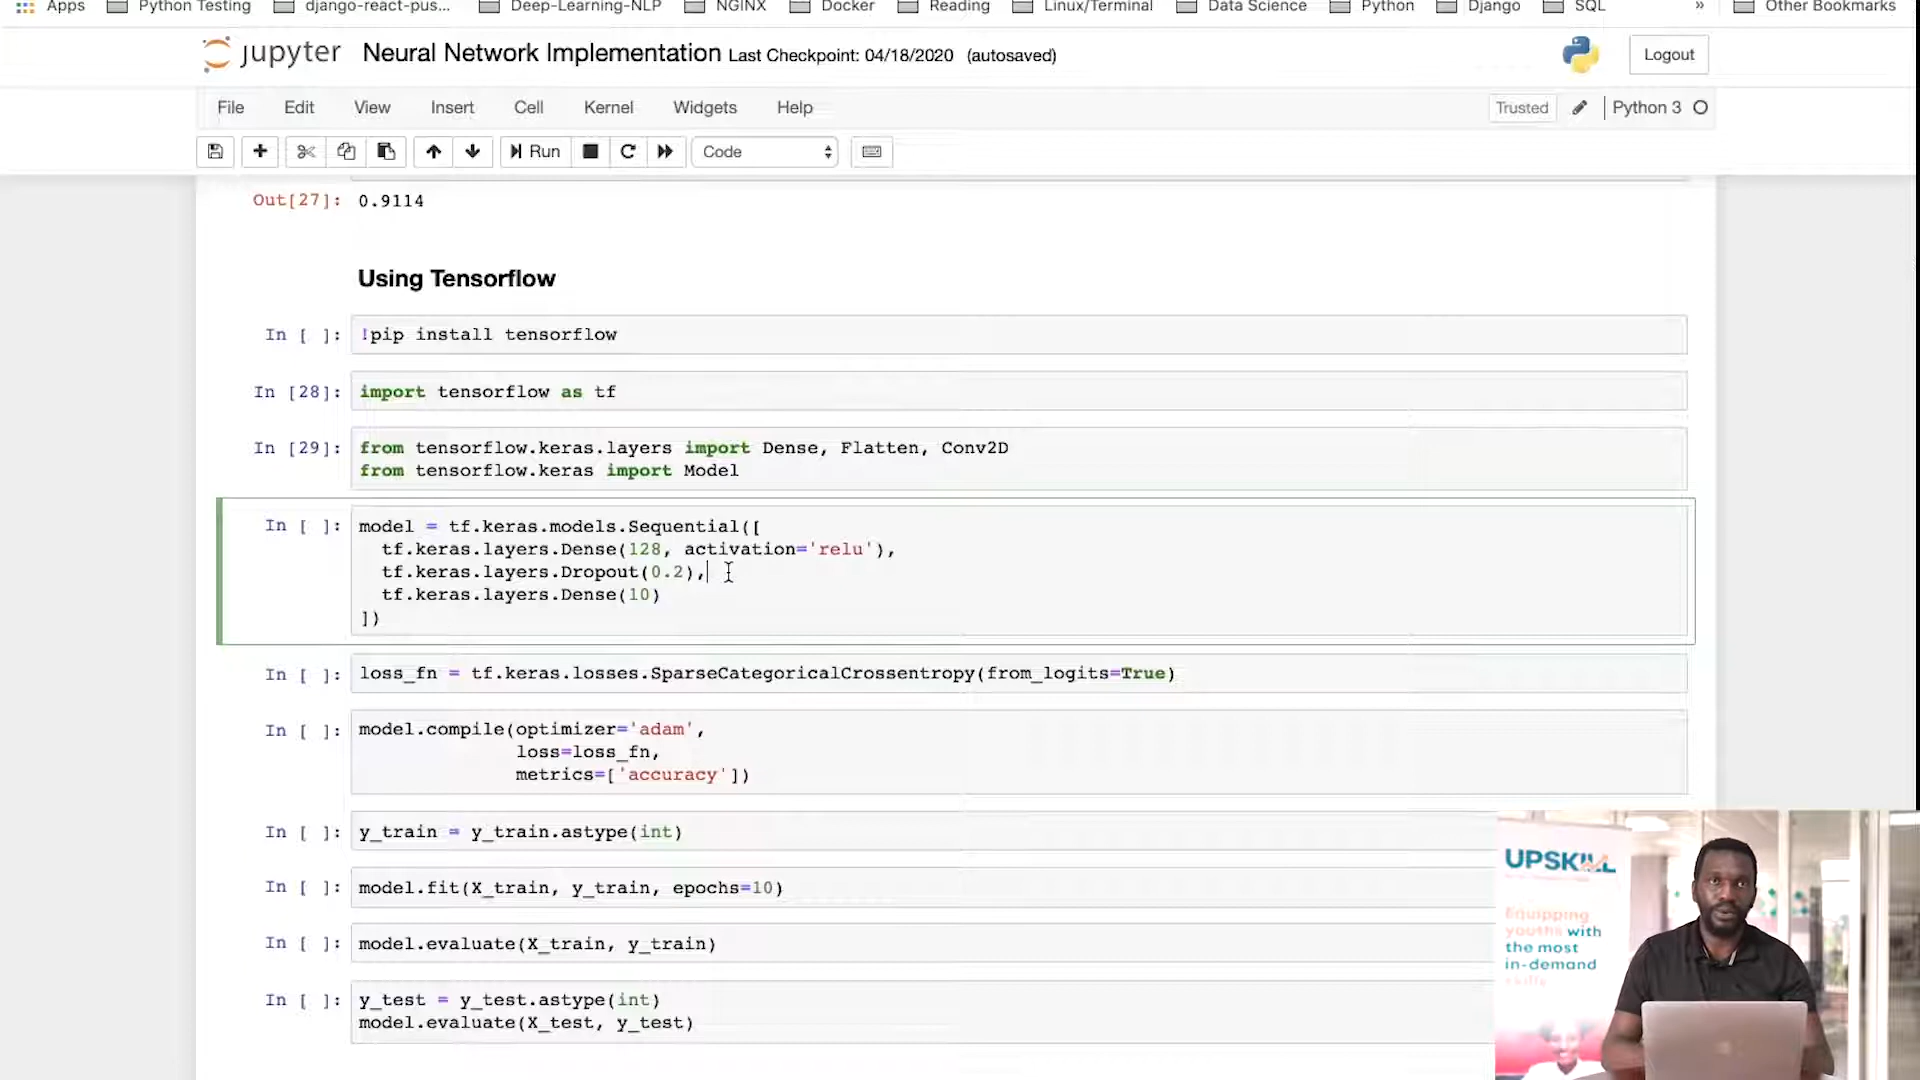 Apps Python Testing django-react-pus... Deep-Learning-NLP NGINX Docker Reading Linux/Terminal Data Science Python Django SQL » Other Bookmarks
jupyter Neural Network Implementation Last Checkpoint: 04/18/2020 (autosaved) Logout
File Edit View Insert Cell Kernel Widgets Help Trusted Python 3
Run Code
Out[27]: 0.9114
Using Tensorflow
In [ ]: !pip install tensorflow
In [28]: import tensorflow as tf
In [29]: from tensorflow.keras.layers import Dense, Flatten, Conv2D
from tensorflow.keras import Model
In [ ]: model = tf.keras.models.Sequential([
tf.keras.layers.Dense(128, activation='relu'),
tf.keras.layers.Dropout(0.2),
tf.keras.layers.Dense(10)
])
In [ ]: loss_fn = tf.keras.losses.SparseCategoricalCrossentropy(from_logits=True)
In [ ]: model.compile(optimizer='adam',
loss=loss_fn,
metrics=['accuracy'])
In [ ]: y_train = y_train.astype(int)
In [ ]: model.fit(X_train, y_train, epochs=10)
In [ ]: model.evaluate(X_train, y_train)
In [ ]: y_test = y_test.astype(int)
model.evaluate(X_test, y_test)
UPSKILL
Equipping
youths with
the most
in-demand
skills